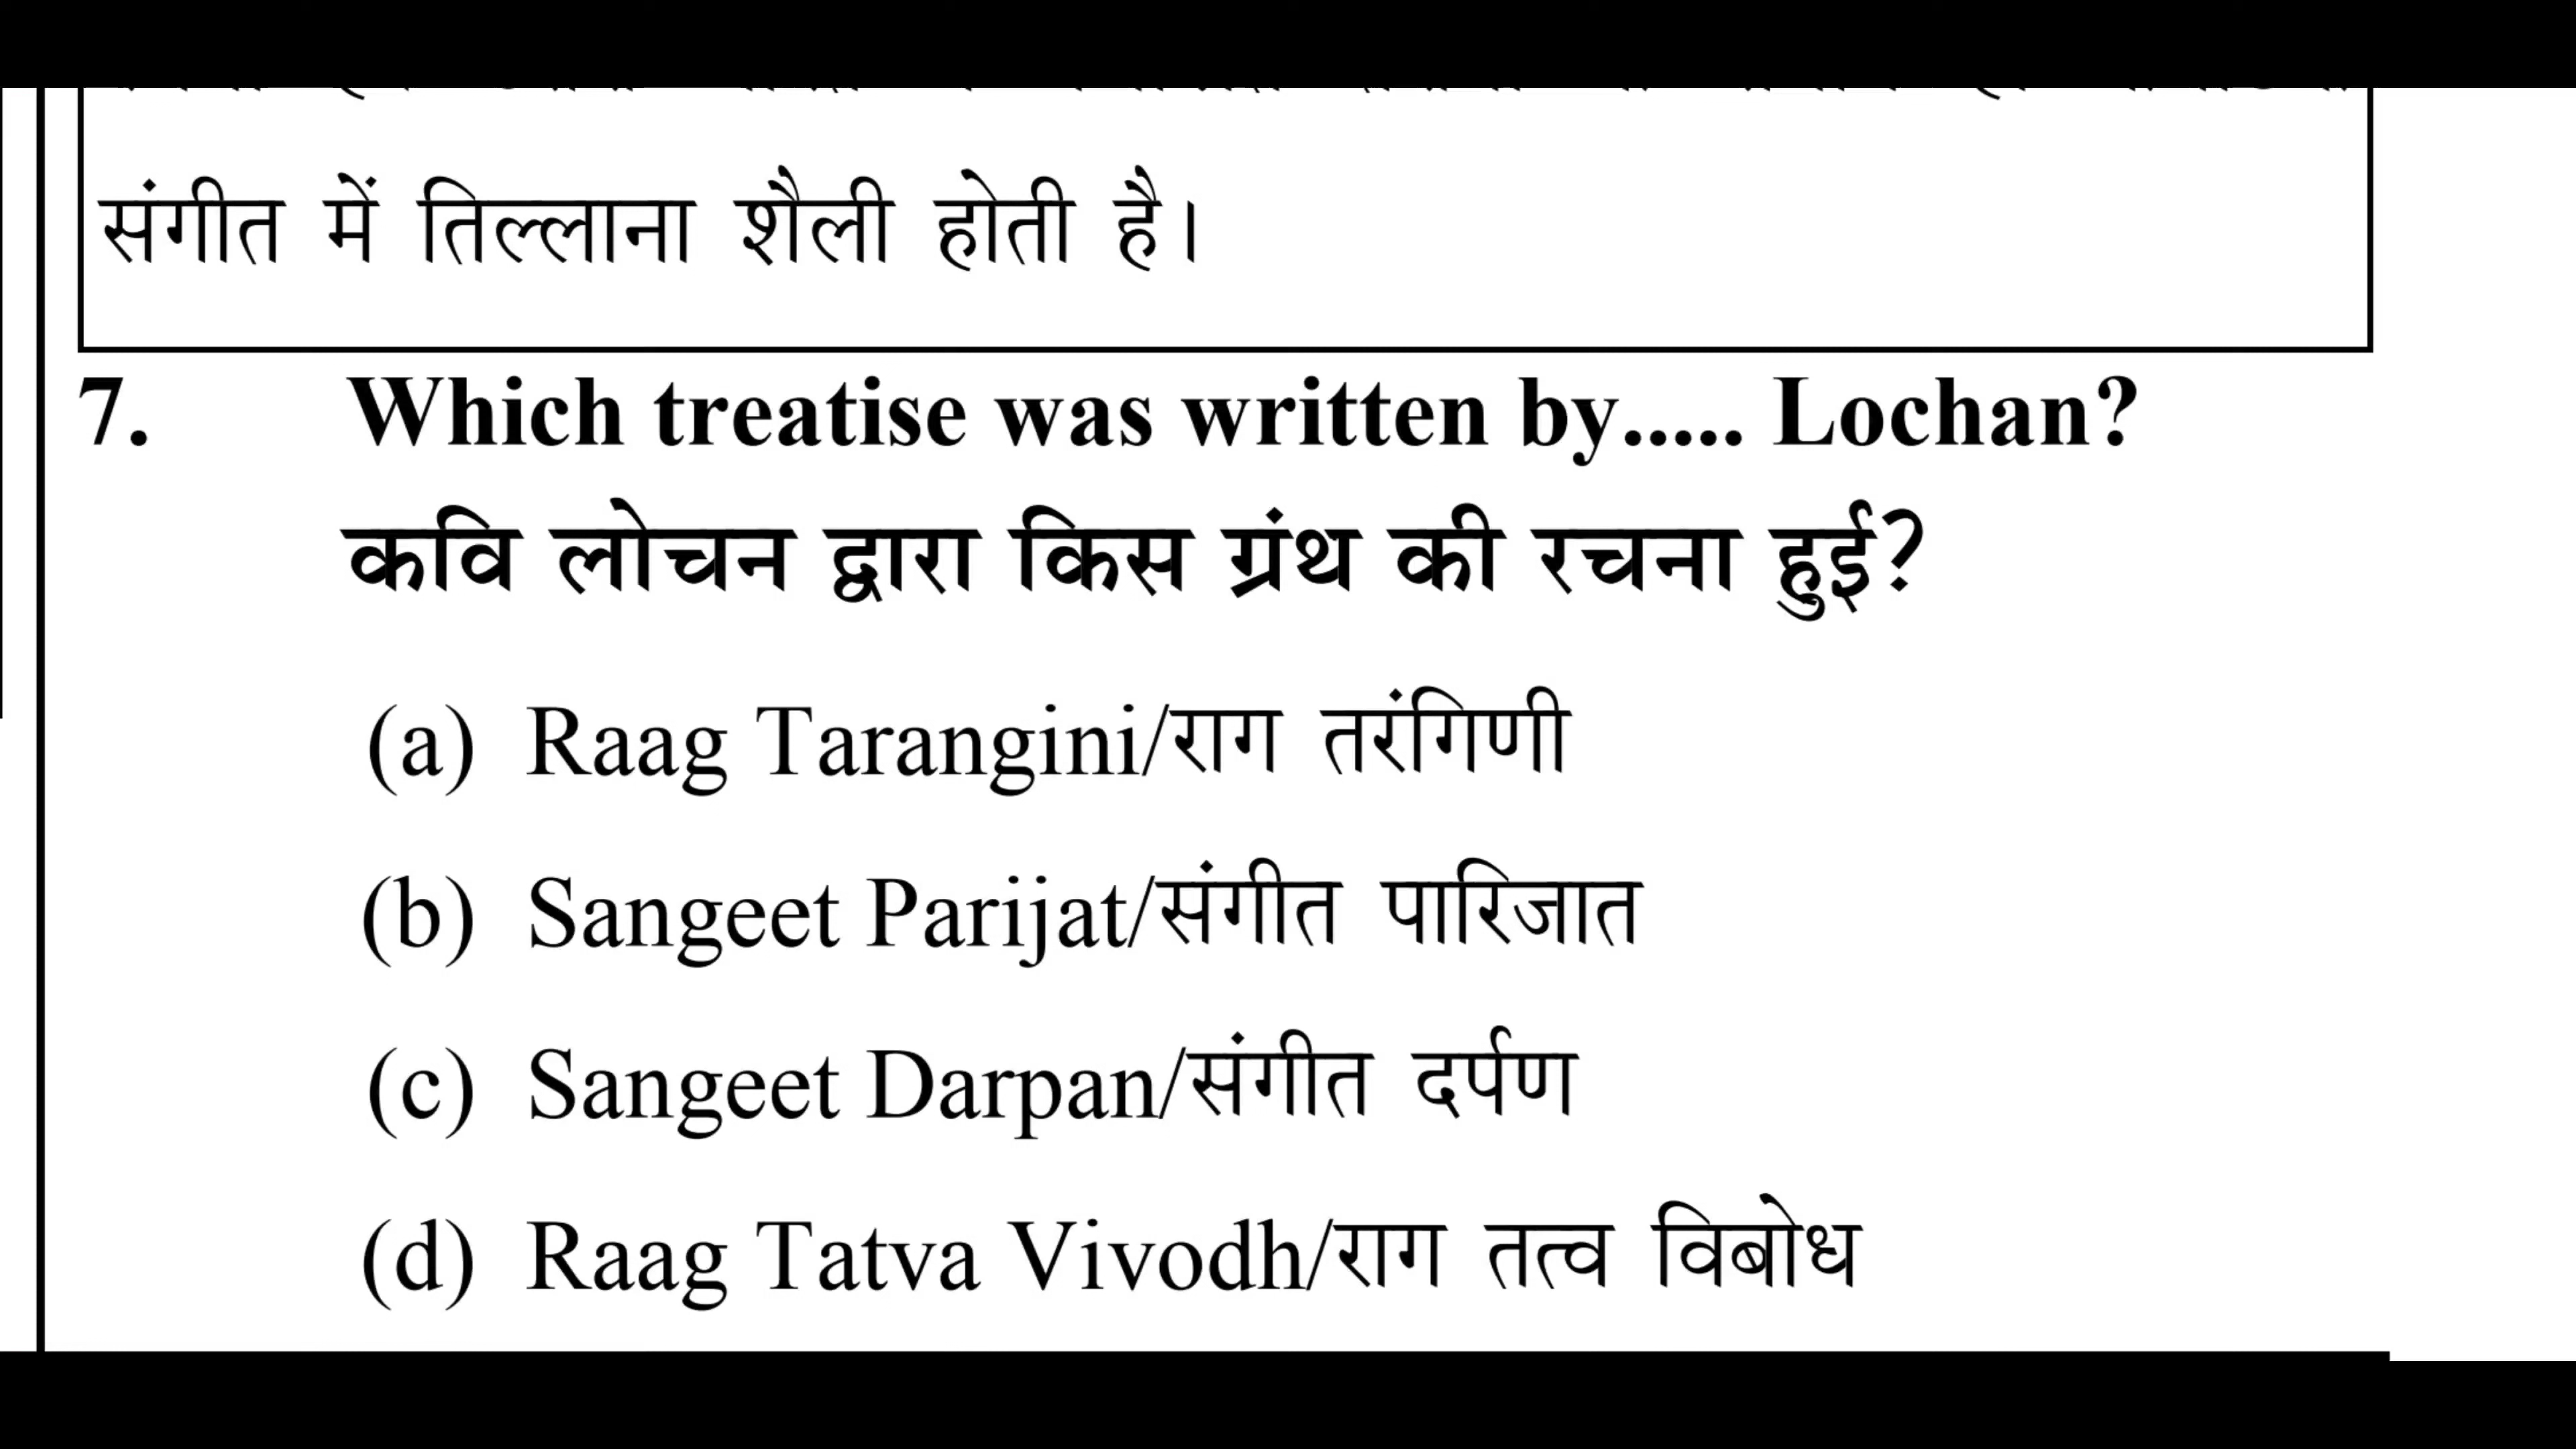 संगीत में तिल्लाना शैली होती है।
7. Which treatise was written by..... Lochan?
कवि लोचन द्वारा किस ग्रंथ की रचना हुई?
(a) Raag Tarangini/राग तरंगिणी
(b) Sangeet Parijat/संगीत पारिजात
(c) Sangeet Darpan/संगीत दर्पण
(d) Raag Tatva Vivodh/राग तत्व विबोध